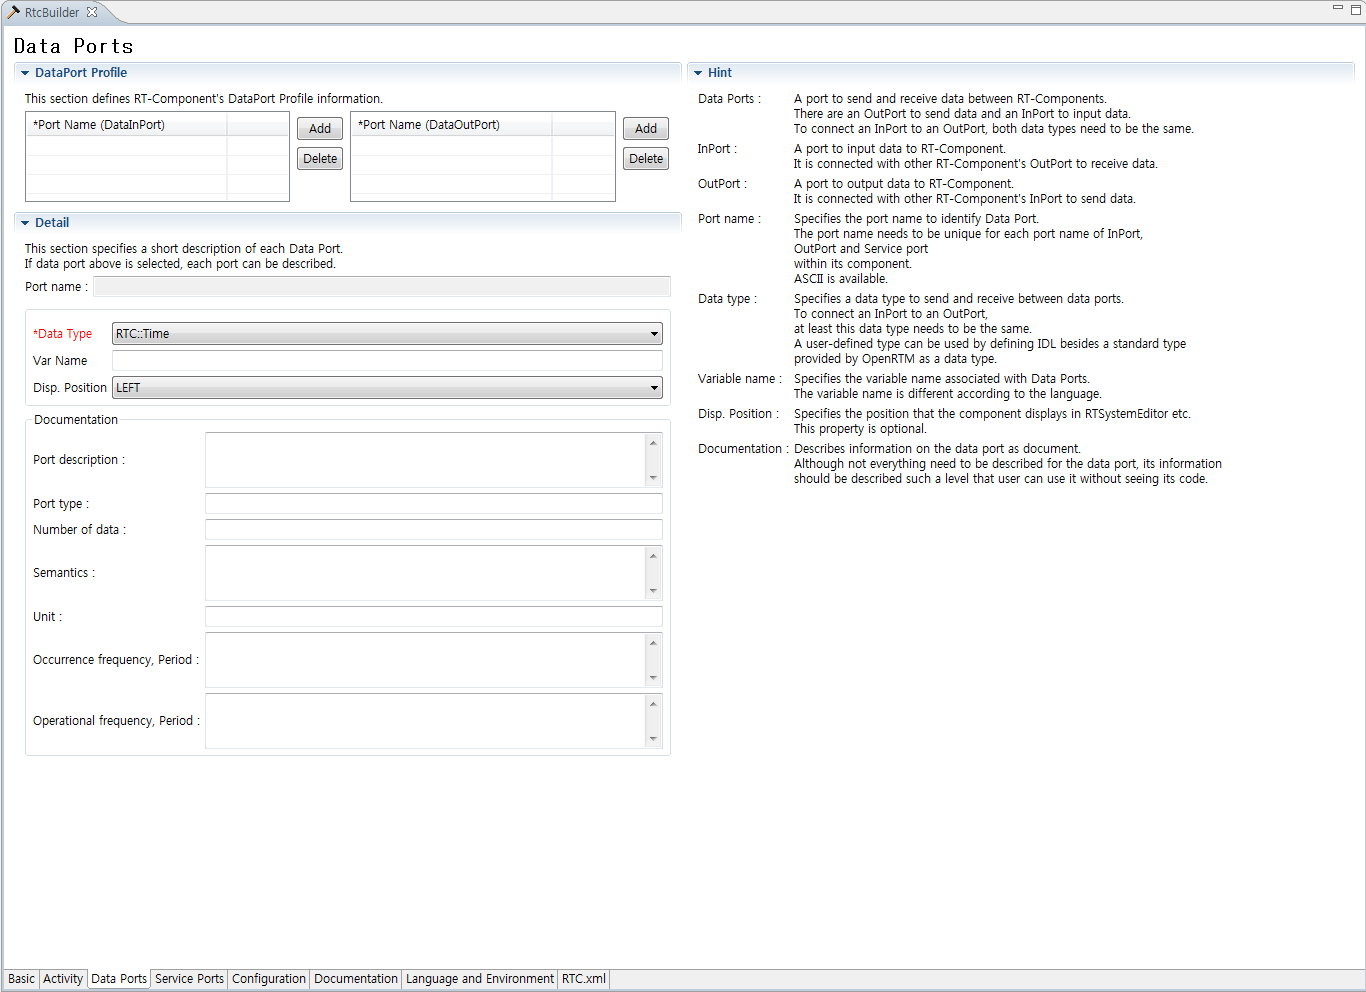 RtcBuilder
Data Ports
DataPort Profile
This section defines RT-Component's DataPort Profile information.
*Port Name (DataInPort)
Add
Delete
*Port Name (DataOutPort)
Add
Delete
Detail
This section specifies a short description of each Data Port.
If data port above is selected, each port can be described.
Port name :
*Data Type RTC::Time
Var Name
Disp. Position LEFT
Documentation
Port description :
Port type :
Number of data :
Semantics :
Unit :
Occurrence frequency, Period :
Operational frequency, Period :
Hint
Data Ports : A port to send and receive data between RT-Components.
There are an OutPort to send data and an InPort to input data.
To connect an InPort to an OutPort, both data types need to be the same.
InPort : A port to input data to RT-Component.
It is connected with other RT-Component's OutPort to receive data.
OutPort : A port to output data to RT-Component.
It is connected with other RT-Component's InPort to send data.
Port name : Specifies the port name to identify Data Port.
The port name needs to be unique for each port name of InPort,
OutPort and Service port
within its component.
ASCII is available.
Data type : Specifies a data type to send and receive between data ports.
To connect an InPort to an OutPort,
at least this data type needs to be the same.
A user-defined type can be used by defining IDL besides a standard type
provided by OpenRTM as a data type.
Variable name : Specifies the variable name associated with Data Ports.
The variable name is different according to the language.
Disp. Position : Specifies the position that the component displays in RTSystemEditor etc.
This property is optional.
Documentation : Describes information on the data port as document.
Although not everything need to be described for the data port, its information
should be described such a level that user can use it without seeing its code.
Basic Activity Data Ports Service Ports Configuration Documentation Language and Environment RTC.xml